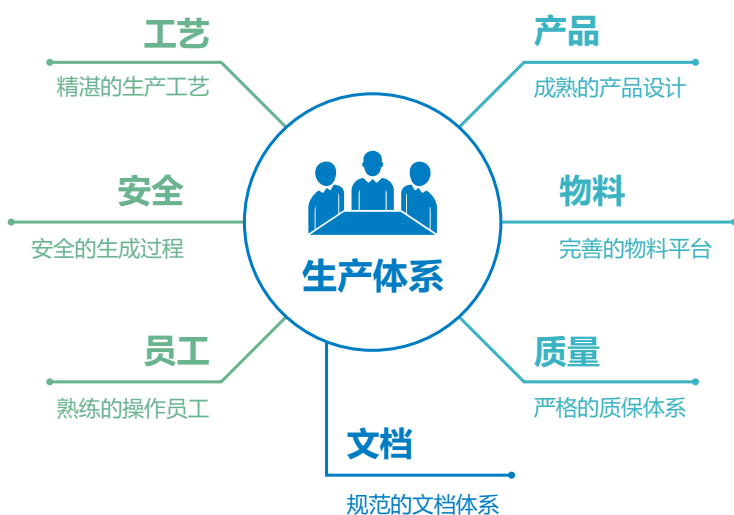 工艺
精湛的生产工艺
产品
成熟的产品设计
安全
安全的生成过程
生产体系
物料
完善的物料平台
员工
熟练的操作员工
质量
严格的质保体系
文档
规范的文档体系